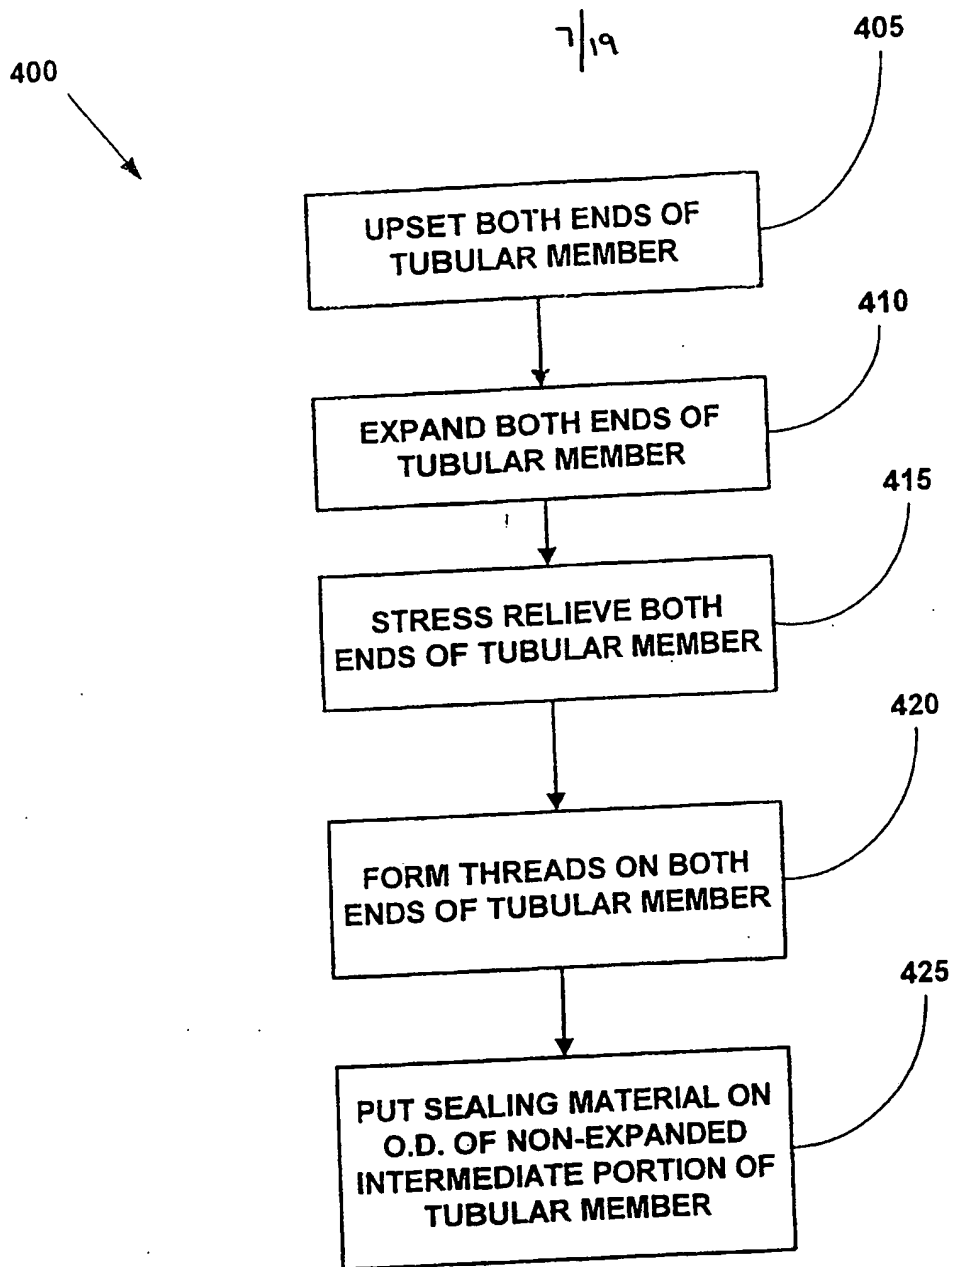 7/19
400
405
UPSET BOTH ENDS OF
TUBULAR MEMBER
410
EXPAND BOTH ENDS OF
TUBULAR MEMBER
415
STRESS RELIEVE BOTH
ENDS OF TUBULAR MEMBER
420
FORM THREADS ON BOTH
ENDS OF TUBULAR MEMBER
425
PUT SEALING MATERIAL ON
O.D. OF NON-EXPANDED
INTERMEDIATE PORTION OF
TUBULAR MEMBER